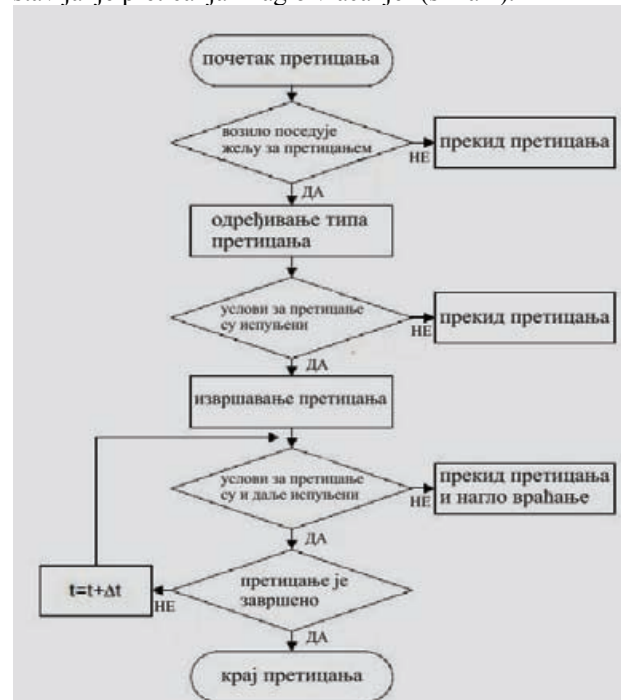 почетак претицања
возило поседује
жељу за претицањем
НЕ
прекид претицања
ДА
одређивање типа
претицања
услови за претицање
су испуњени
НЕ
прекид претицања
ДА
извршавање претицања
услови за претицање
су и даље испуњени
НЕ
прекид претицања
и нагло враћање
ДА
претицање је
завршено
НЕ
t=t+Δt
ДА
крај претицања